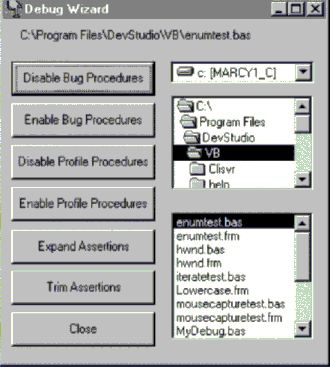 Debug Wizard
C:\Program Files\DevStudio\VB\enumtest.bas
Disable Bug Procedures
Enable Bug Procedures
Disable Profile Procedures
Enable Profile Procedures
Expand Assertions
Trim Assertions
Close
c: [MARCY1_C]
C:\
Program Files
DevStudio
VB
Clisvr
help
enumtest.bas
enumtest.frm
hwnd.bas
hwnd.frm
iteratetest.bas
Lowercase.frm
mousecapturetest.bas
mousecapturetest.frm
MyDebug.bas